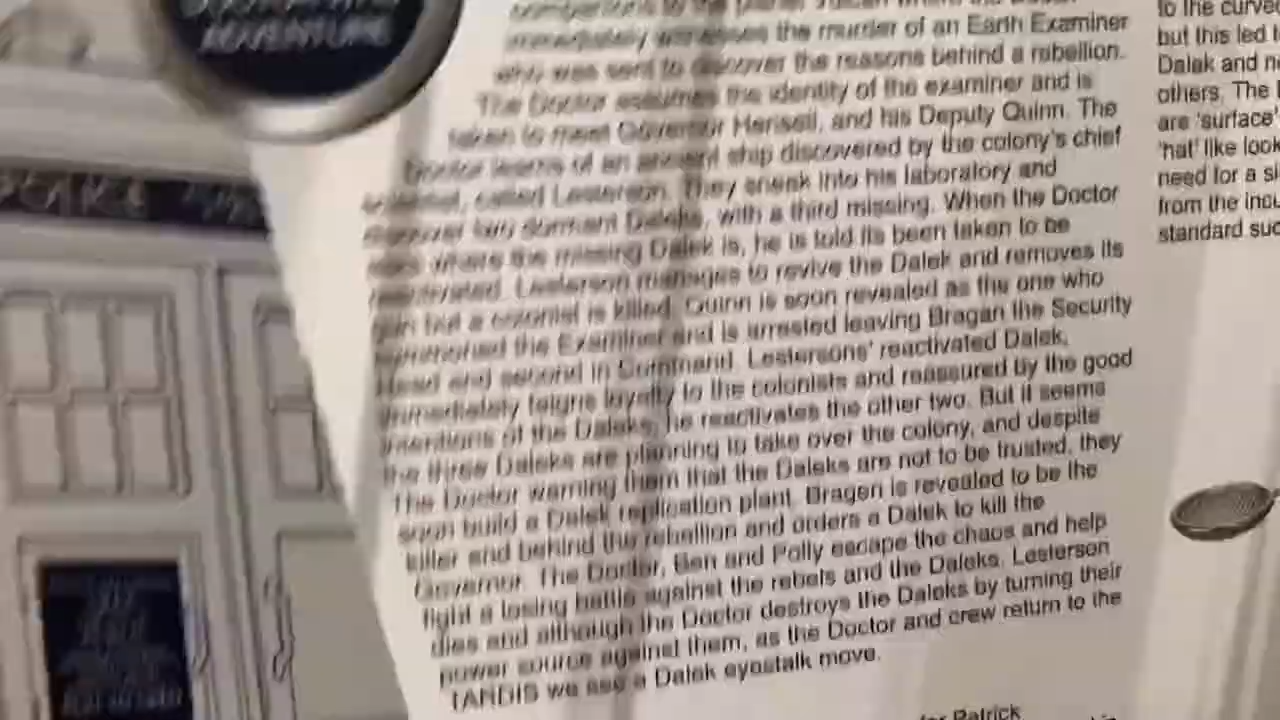 ADVENTURE
immediately witnesses the murder of an Earth Examiner
who was sent to discover the reasons behind a rebellion.
The Doctor assumes the identity of the examiner and is
taken to meet Governor Hensell, and his Deputy Quinn. The
Doctor learns of an ancient ship discovered by the colony's chief
scientist, called Lesterson. They sneak into his laboratory and
discover two dormant Daleks, with a third missing. When the Doctor
asks where the missing Dalek is, he is told its been taken to be
reactivated. Lesterson manages to revive the Dalek and removes its
gun but a colonist is killed. Quinn is soon revealed as the one who
summoned the Examiner and is arrested leaving Bragan the Security
Head and second in Command. Lestersons' reactivated Dalek,
immediately feigns loyalty to the colonists and reassured by the good
intentions of the Daleks, he reactivates the other two. But it seems
the three Daleks are planning to take over the colony, and despite
The Doctor warning them that the Daleks are not to be trusted, they
soon build a Dalek replication plant. Bragen is revealed to be the
killer and behind the rebellion and orders a Dalek to kill the
Governor. The Doctor, Ben and Polly escape the chaos and help
fight a losing battle against the rebels and the Daleks. Lesterson
dies and although the Doctor destroys the Daleks by turning their
power source against them, as the Doctor and crew return to the
TARDIS we see a Dalek eyestalk move.
Patrick
to the curved
but this led
Dalek and
others. The
are 'surface'
'hat' like look
need for a
from the
standard